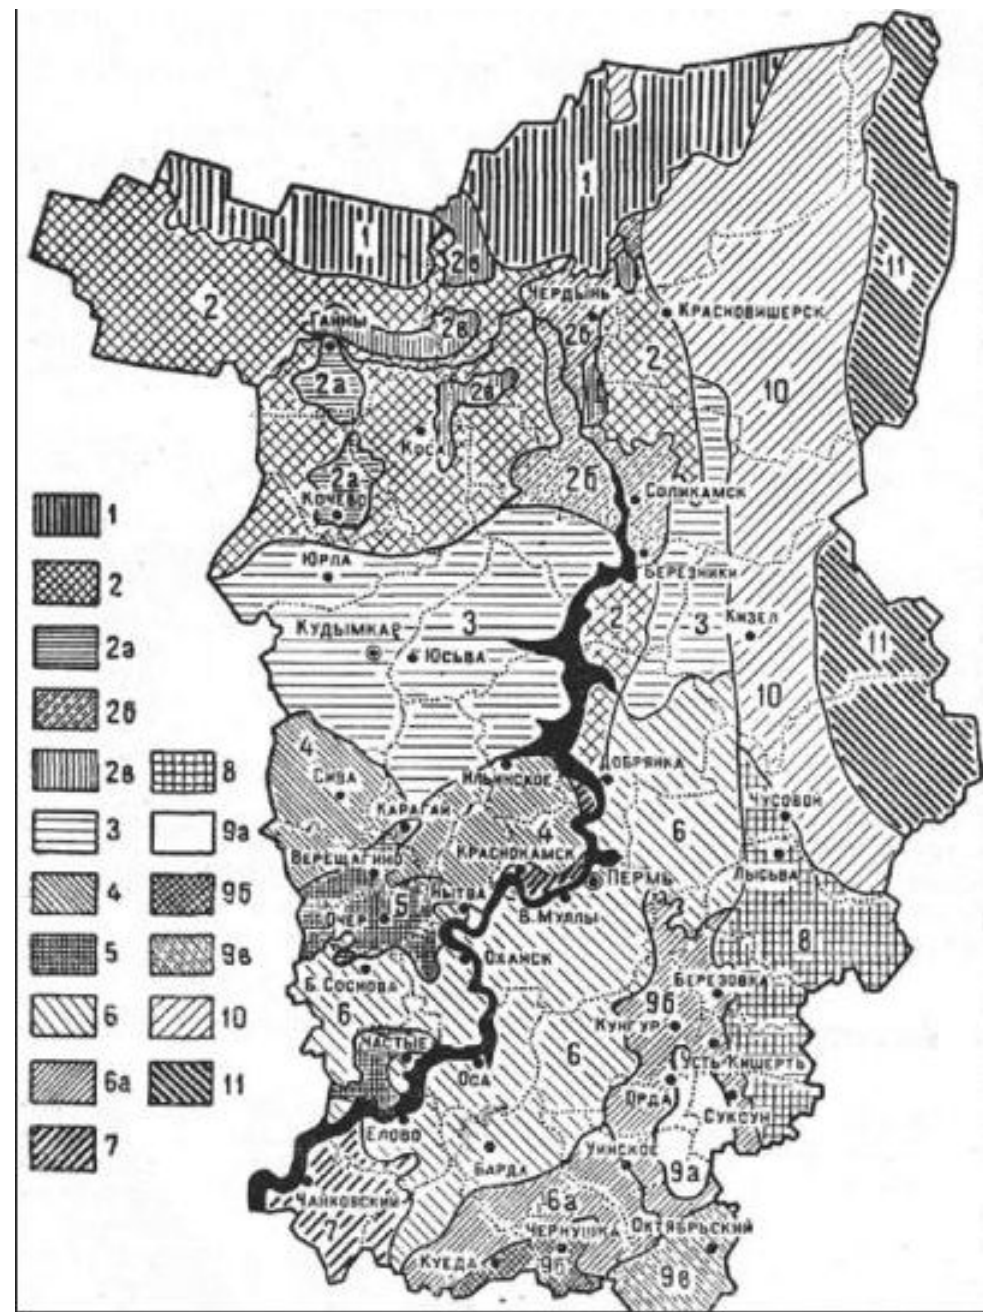 1
1
1
2в
11
ЧЕРДЫНЬ
2
КРАСНОВИШЕРСК
ГАЙНЫ
2в
2б
2
2а
2в
10
КОСА
2а
КОЧЕВО
2б
СОЛИКАМСК
ЮРЛА
БЕРЕЗНИКИ
КУДЫМКАР
3
2
3
КИЗЕЛ
11
ЮСЬВА
10
4
СИВА
ИЛЬИНСКОЕ
ДОБРЯНКА
КАРАГАЙ
ЧУСОВОЙ
4
6
ВЕРЕЩАГИНО
КРАСНОКАМСК
ЛЫСЬВА
ПЕРМЬ
НЫТВА
5
ОЧЕР
В.МУЛЛЫ
8
ОХАНСК
Б.СОСНОВА
БЕРЕЗОВКА
6
9б
КУНГУР
ЧАСТЫЕ
6
УСТЬ КИШЕРТЬ
ОСА
ОРДА
СУКСУН
ЕЛОВО
БАРДА
УИНСКОЕ
9а
ЧАЙКОВСКИЙ
6а
7
ЧЕРНУШКА
ОКТЯБРЬСКИЙ
КУЕДА
9б
9в
1
2
2а
2б
2в
8
3
9а
4
9б
5
9в
6
10
6а
11
7